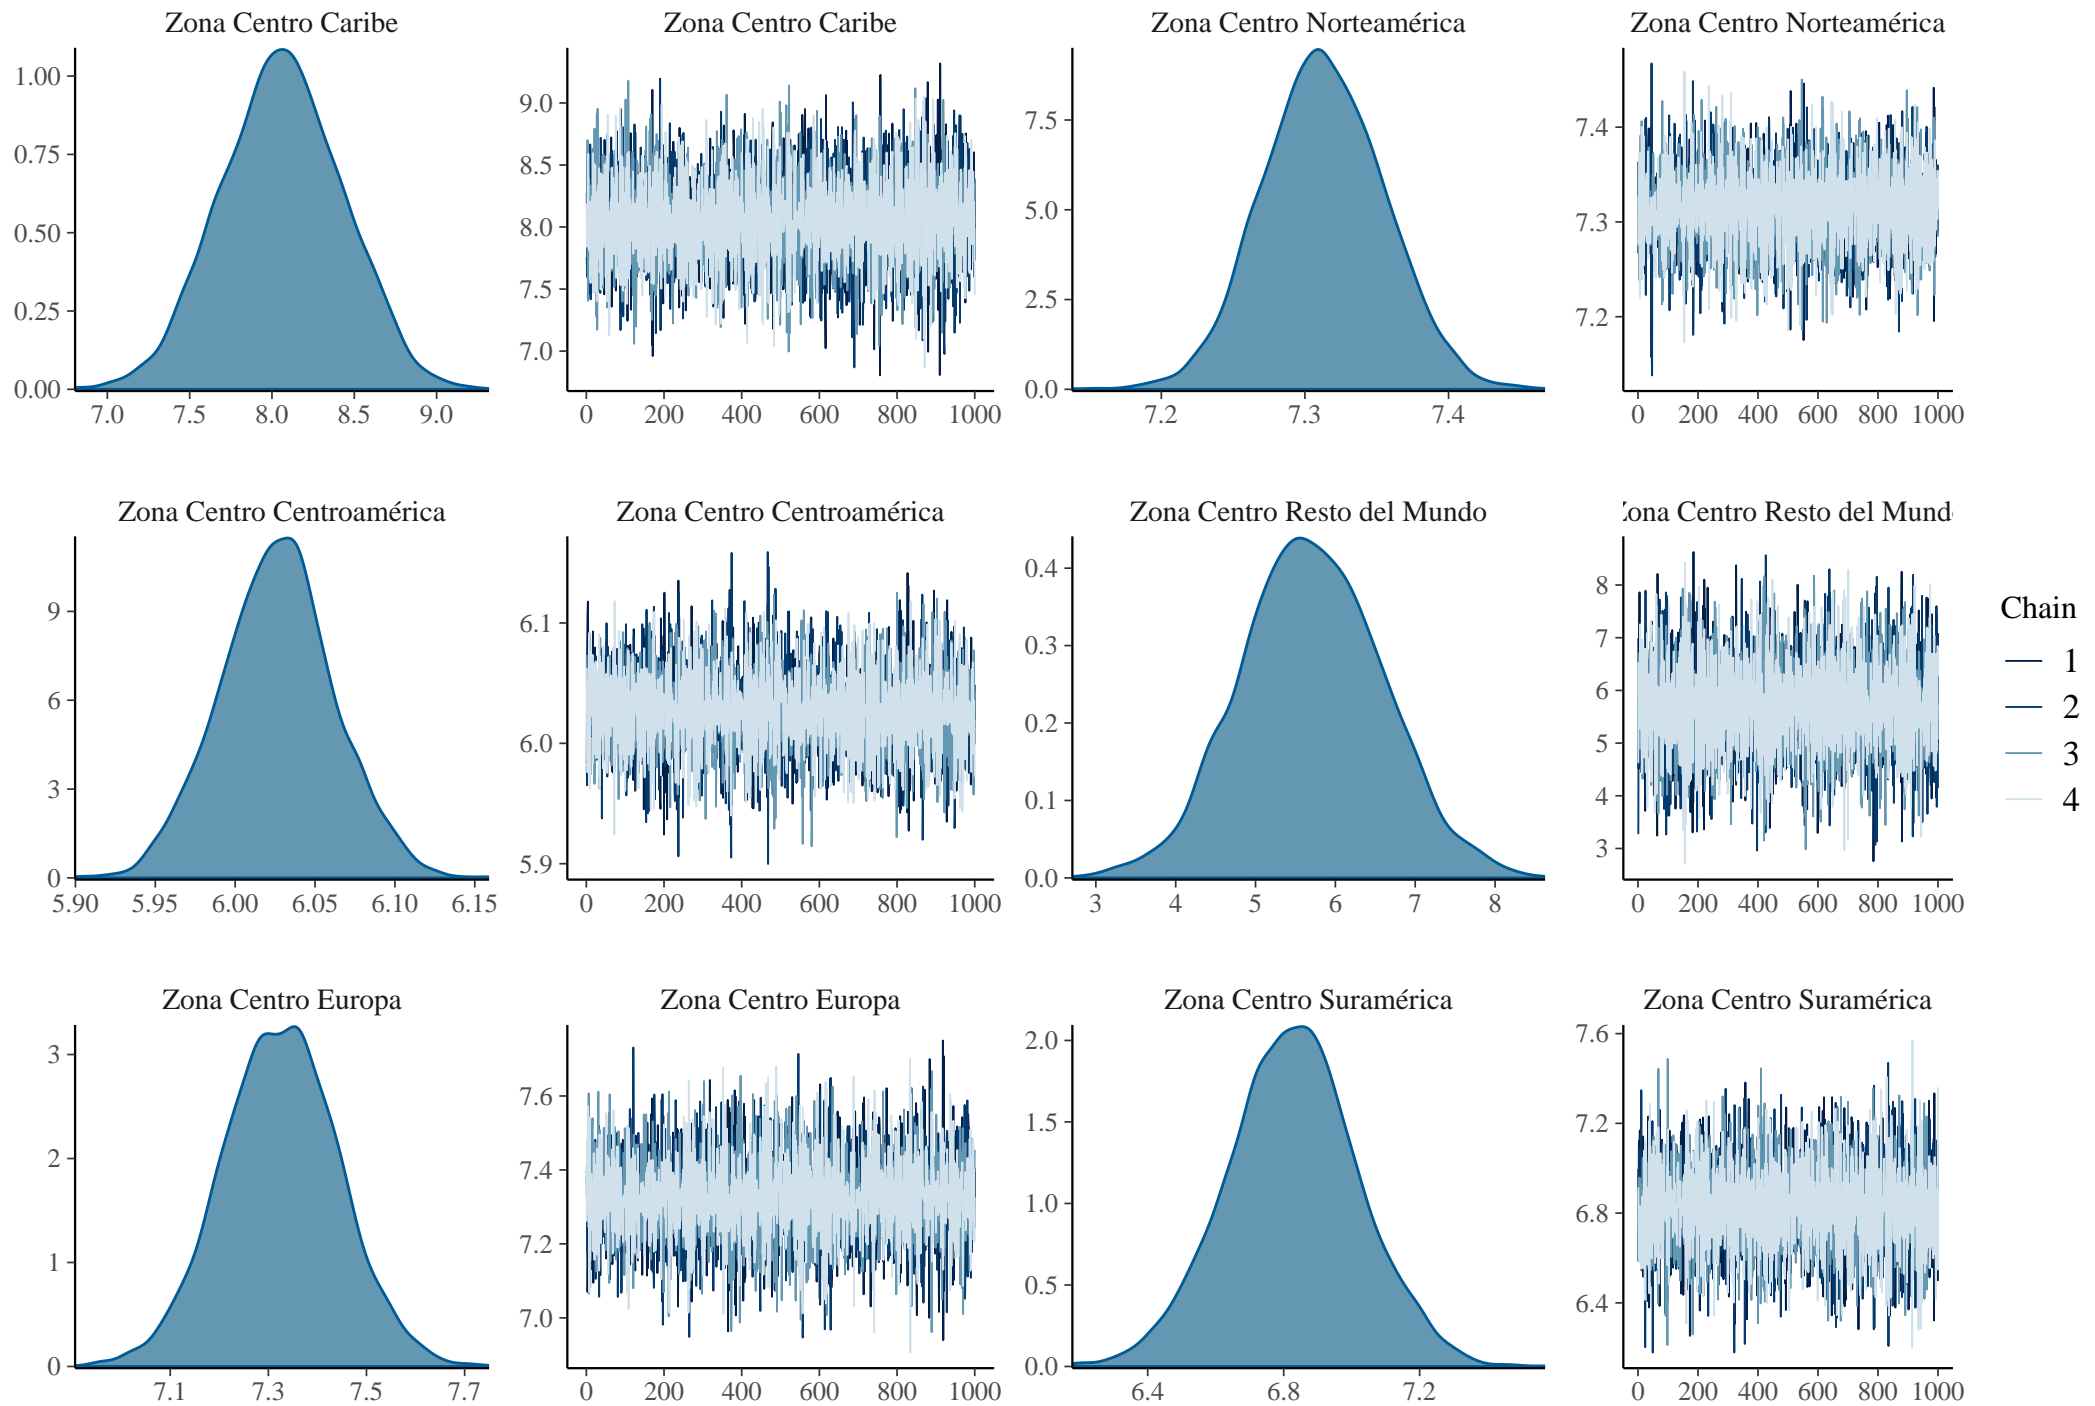 Zona Centro Caribe
Zona Centro Caribe
Zona Centro Norteamérica
Zona Centro Norteamérica
1.00
0.75
0.50
0.25
0.00
7.0 7.5 8.0 8.5 9.0
9.0
8.5
8.0
7.5
7.0
0 200 400 600 800 1000
7.5
5.0
2.5
0.0
7.2 7.3 7.4
7.4
7.3
7.2
0 200 400 600 800 1000
Zona Centro Centroamérica
Zona Centro Centroamérica
Zona Centro Resto del Mundo
Zona Centro Resto del Mund
9
6
3
0
5.90 5.95 6.00 6.05 6.10 6.15
6.1
6.0
5.9
0 200 400 600 800 1000
0.4
0.3
0.2
0.1
0.0
3 4 5 6 7 8
8
7
6
5
4
3
0 200 400 600 800 1000
Chain
1
2
3
4
Zona Centro Europa
Zona Centro Europa
Zona Centro Suramérica
Zona Centro Suramérica
3
2
1
0
7.1 7.3 7.5 7.7
7.6
7.4
7.2
7.0
0 200 400 600 800 1000
2.0
1.5
1.0
0.5
0.0
6.4 6.8 7.2
7.6
7.2
6.8
6.4
0 200 400 600 800 1000